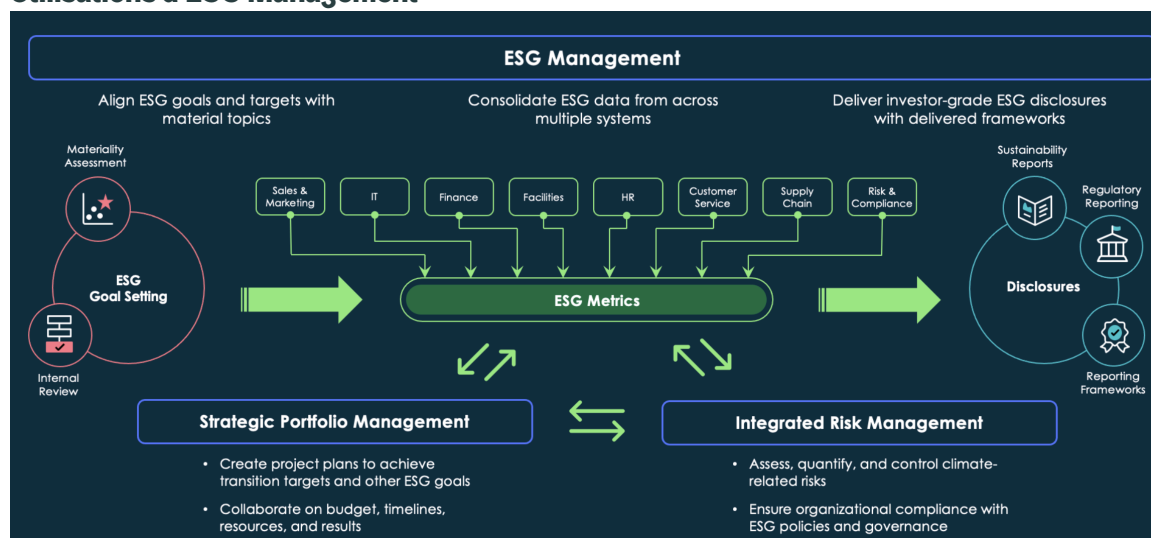 Utilisations d'ESG Management
ESG Management
Align ESG goals and targets with
material topics
Consolidate ESG data from across
multiple systems
Deliver investor-grade ESG disclosures
with delivered frameworks
Materiality
Assessment
ESG
Goal Setting
Internal
Review
Sales &
Marketing
IT
Finance
Facilities
HR
Customer
Service
Supply
Chain
Risk &
Compliance
ESG Metrics
Sustainability
Reports
Regulatory
Reporting
Disclosures
Reporting
Frameworks
Strategic Portfolio Management
• Create project plans to achieve
transition targets and other ESG goals
• Collaborate on budget, timelines,
resources, and results
Integrated Risk Management
• Assess, quantify, and control climate-
related risks
• Ensure organizational compliance with
ESG policies and governance